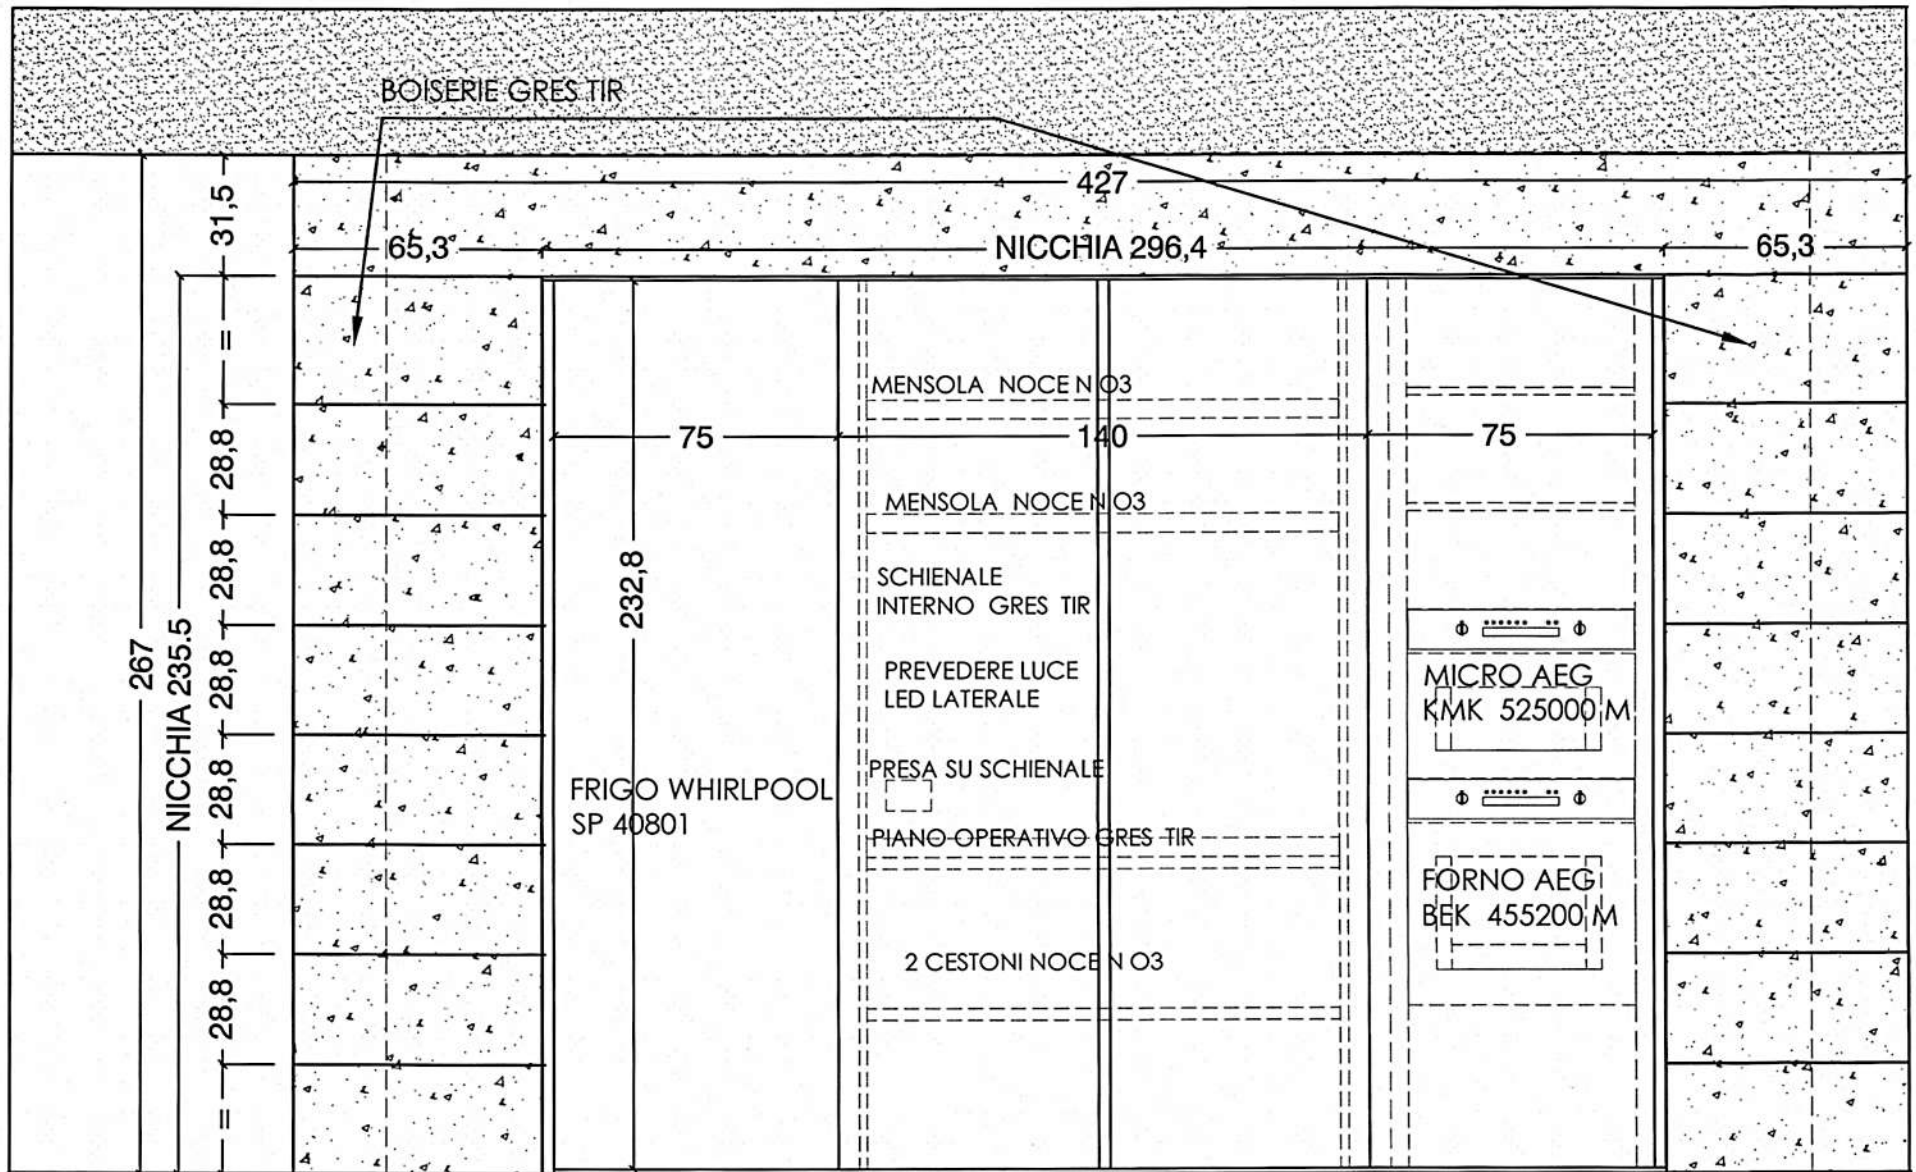 BOISERIE GRES TIR
427
65,3
NICCHIA 296,4
65,3
31,5
=
28,8
28,8
28,8
28,8
28,8
28,8
=
267
NICCHIA 235.5
232,8
75
140
75
MENSOLA NOCE N O3
MENSOLA NOCE N O3
SCHIENALE
INTERNO GRES TIR
PREVEDERE LUCE
LED LATERALE
PRESA SU SCHIENALE
PIANO OPERATIVO GRES TIR
2 CESTONI NOCE N O3
FRIGO WHIRLPOOL
SP 40801
MICRO AEG
KMK 525000 M
FORNO AEG
BEK 455200 M